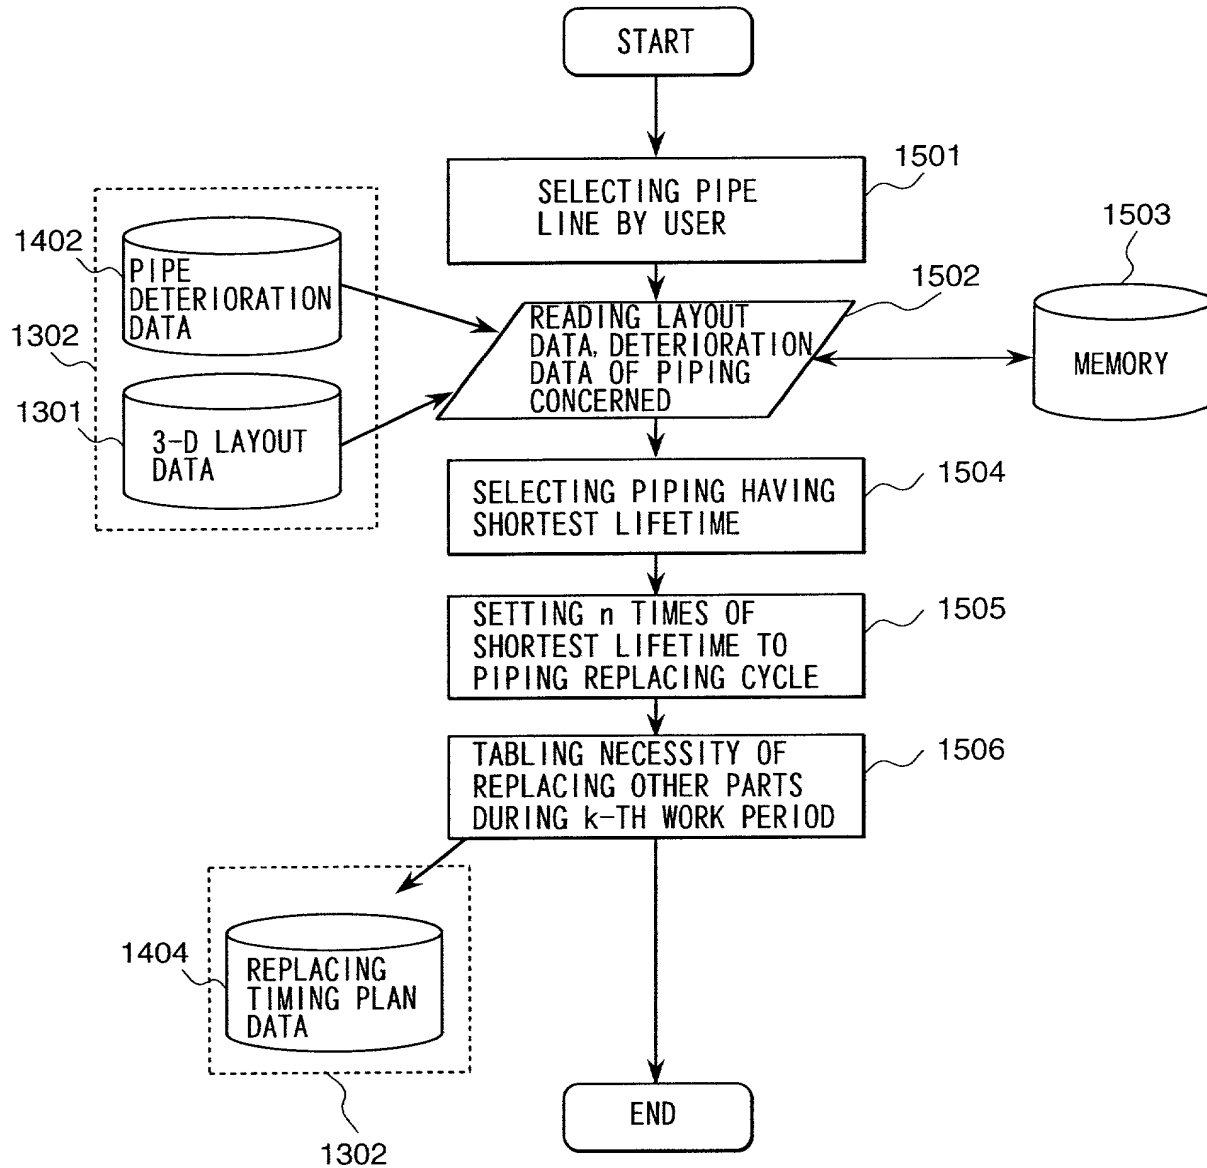 START
1501
SELECTING PIPE
LINE BY USER
1503
1402
PIPE
DETERIORATION
DATA
1502
READING LAYOUT
DATA, DETERIORATION
DATA OF PIPING
CONCERNED
MEMORY
1302
1301
3-D LAYOUT
DATA
1504
SELECTING PIPING HAVING
SHORTEST LIFETIME
1505
SETTING n TIMES OF
SHORTEST LIFETIME TO
PIPING REPLACING CYCLE
1506
TABLING NECESSITY OF
REPLACING OTHER PARTS
DURING k-TH WORK PERIOD
1404
REPLACING
TIMING PLAN
DATA
END
1302